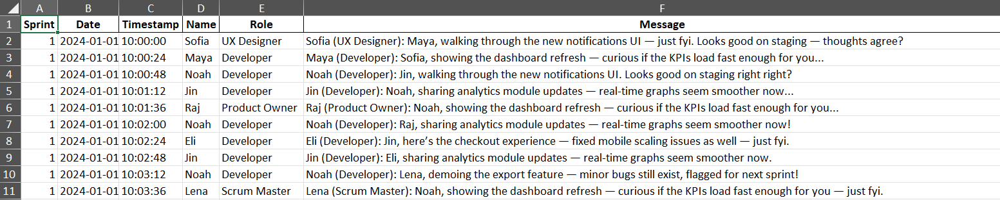 A B C D E F
1 Sprint Date Timestamp Name Role Message
2 1 2024-01-01 10:00:00 Sofia UX Designer Sofia (UX Designer): Maya, walking through the new notifications UI — just fyi. Looks good on staging — thoughts agree?
3 1 2024-01-01 10:00:24 Maya Developer Maya (Developer): Sofia, showing the dashboard refresh — curious if the KPIs load fast enough for you...
4 1 2024-01-01 10:00:48 Noah Developer Noah (Developer): Jin, walking through the new notifications UI. Looks good on staging right right?
5 1 2024-01-01 10:01:12 Jin Developer Jin (Developer): Noah, sharing analytics module updates — real-time graphs seem smoother now...
6 1 2024-01-01 10:01:36 Raj Product Owner Raj (Product Owner): Noah, showing the dashboard refresh — curious if the KPIs load fast enough for you...
7 1 2024-01-01 10:02:00 Noah Developer Noah (Developer): Raj, sharing analytics module updates — real-time graphs seem smoother now!
8 1 2024-01-01 10:02:24 Eli Developer Eli (Developer): Jin, here’s the checkout experience — fixed mobile scaling issues as well — just fyi.
9 1 2024-01-01 10:02:48 Jin Developer Jin (Developer): Eli, sharing analytics module updates — real-time graphs seem smoother now.
10 1 2024-01-01 10:03:12 Noah Developer Noah (Developer): Lena, demoing the export feature — minor bugs still exist, flagged for next sprint!
11 1 2024-01-01 10:03:36 Lena Scrum Master Lena (Scrum Master): Noah, showing the dashboard refresh — curious if the KPIs load fast enough for you — just fyi.